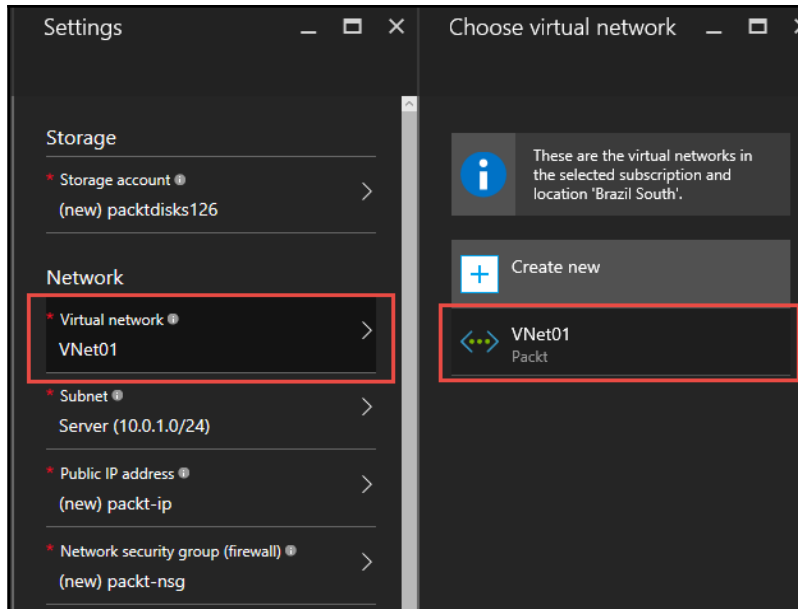 Settings
Storage
* Storage account
(new) packtdisks126
Network
* Virtual network
VNet01
* Subnet
Server (10.0.1.0/24)
* Public IP address
(new) packt-ip
* Network security group (firewall)
(new) packt-nsg
Choose virtual network
These are the virtual networks in
the selected subscription and
location 'Brazil South'.
Create new
VNet01
Packt